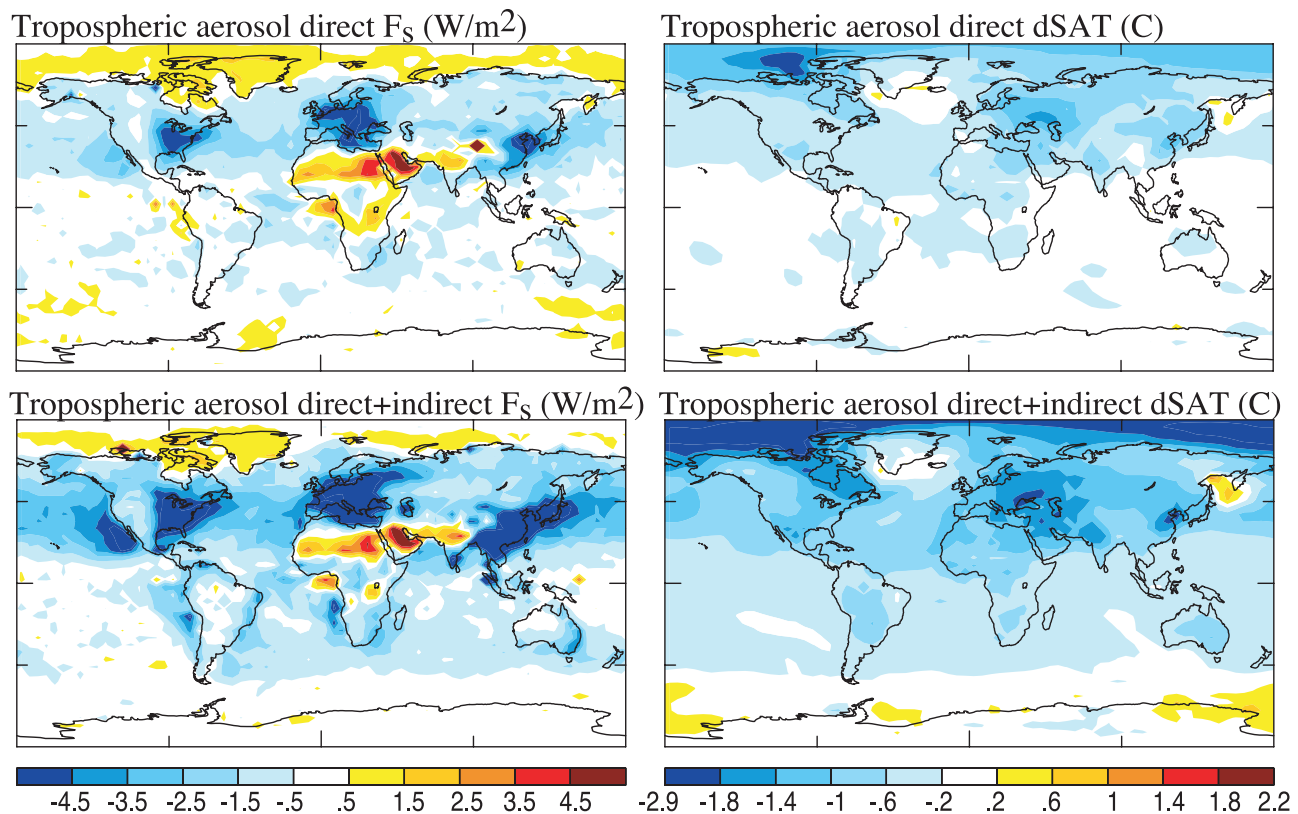 Tropospheric aerosol direct Fs (W/m2)
Tropospheric aerosol direct dSAT (C)
Tropospheric aerosol direct+indirect Fs (W/m2)
Tropospheric aerosol direct+indirect dSAT (C)
-4.5 -3.5 -2.5 -1.5 -.5 .5 1.5 2.5 3.5 4.5
-2.9 -1.8 -1.4 -1 -.6 -.2 .2 .6 1 1.4 1.8 2.2